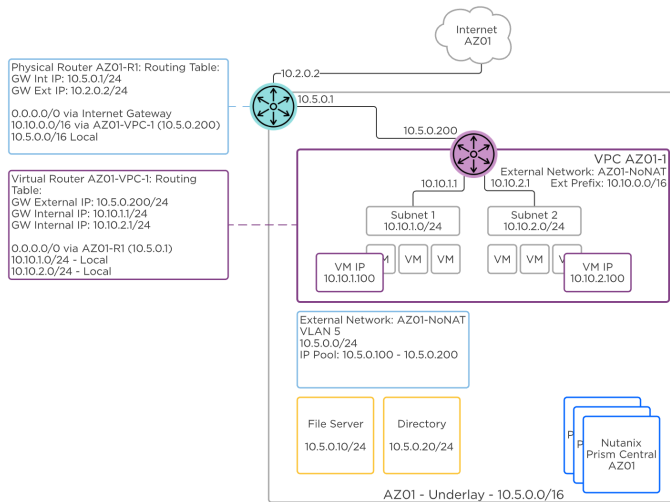 Internet
AZ01
Physical Router AZ01-R1: Routing Table:
GW Int IP: 10.5.0.1/24
GW Ext IP: 10.2.0.2/24
0.0.0.0/0 via Internet Gateway
10.10.0.0/16 via AZ01-VPC-1 (10.5.0.200)
10.5.0.0/16 Local
10.2.0.2
10.5.0.1
10.5.0.200
Virtual Router AZ01-VPC-1: Routing
Table:
GW External IP: 10.5.0.200/24
GW Internal IP: 10.10.1.1/24
GW Internal IP: 10.10.2.1/24
0.0.0.0/0 via AZ01-R1 (10.5.0.1)
10.10.1.0/24 - Local
10.10.2.0/24 - Local
VPC AZ01-1
External Network: AZ01-NoNAT
Ext Prefix: 10.10.0.0/16
10.10.1.1
10.10.2.1
Subnet 1
10.10.1.0/24
Subnet 2
10.10.2.0/24
VM
VM
VM
VM
VM IP
10.10.1.100
VM IP
10.10.2.100
External Network: AZ01-NoNAT
VLAN 5
10.5.0.0/24
IP Pool: 10.5.0.100 - 10.5.0.200
File Server
10.5.0.10/24
Directory
10.5.0.20/24
Nutanix
Prism Central
AZ01
AZ01 - Underlay - 10.5.0.0/16